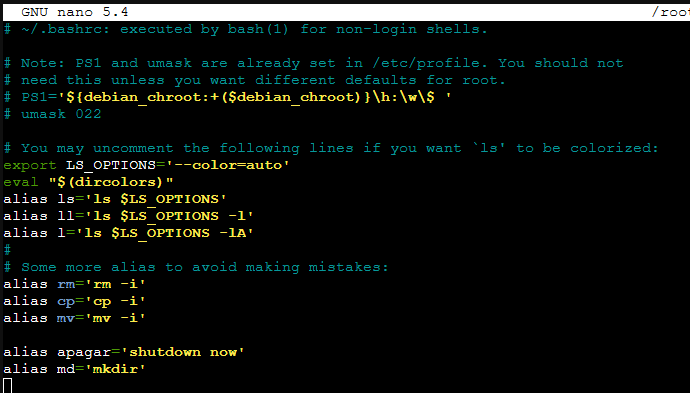 GNU nano 5.4 /root
# ~/.bashrc: executed by bash(1) for non-login shells.
# Note: PS1 and umask are already set in /etc/profile. You should not
# need this unless you want different defaults for root.
# PS1='${debian_chroot:+($debian_chroot)}\h:\w\$ '
# umask 022
# You may uncomment the following lines if you want `ls' to be colorized:
export LS_OPTIONS='--color=auto'
eval "$(dircolors)"
alias ls='ls $LS_OPTIONS'
alias ll='ls $LS_OPTIONS -l'
alias l='ls $LS_OPTIONS -lA'
#
# Some more alias to avoid making mistakes:
alias rm='rm -i'
alias cp='cp -i'
alias mv='mv -i'
alias apagar='shutdown now'
alias md='mkdir'